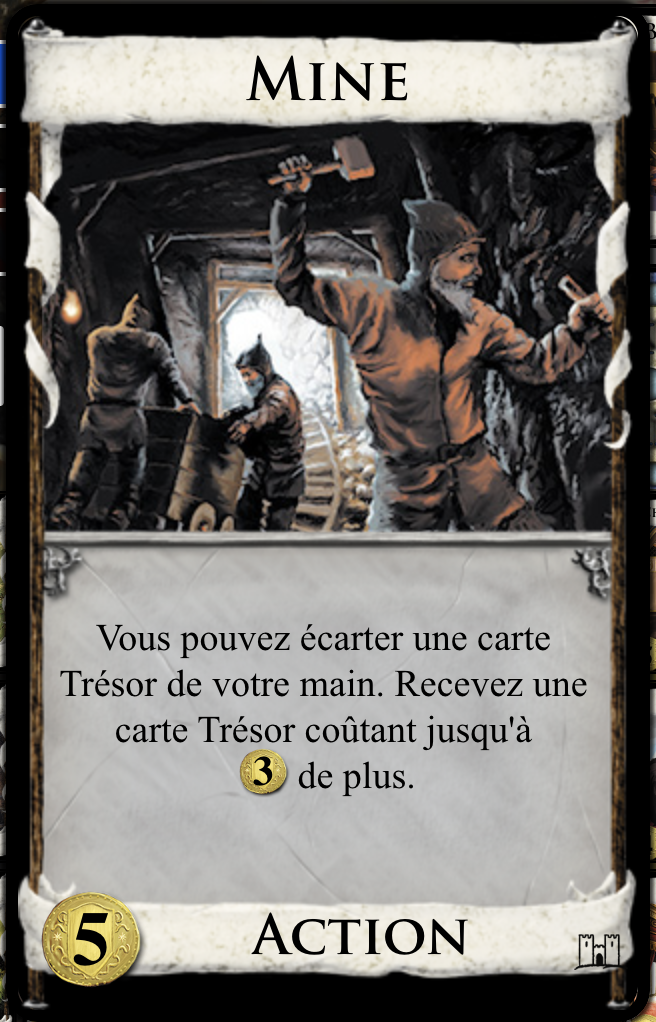 MINE
Vous pouvez écarter une carte
Trésor de votre main. Recevez une
carte Trésor coûtant jusqu'à
3 de plus.
5 ACTION